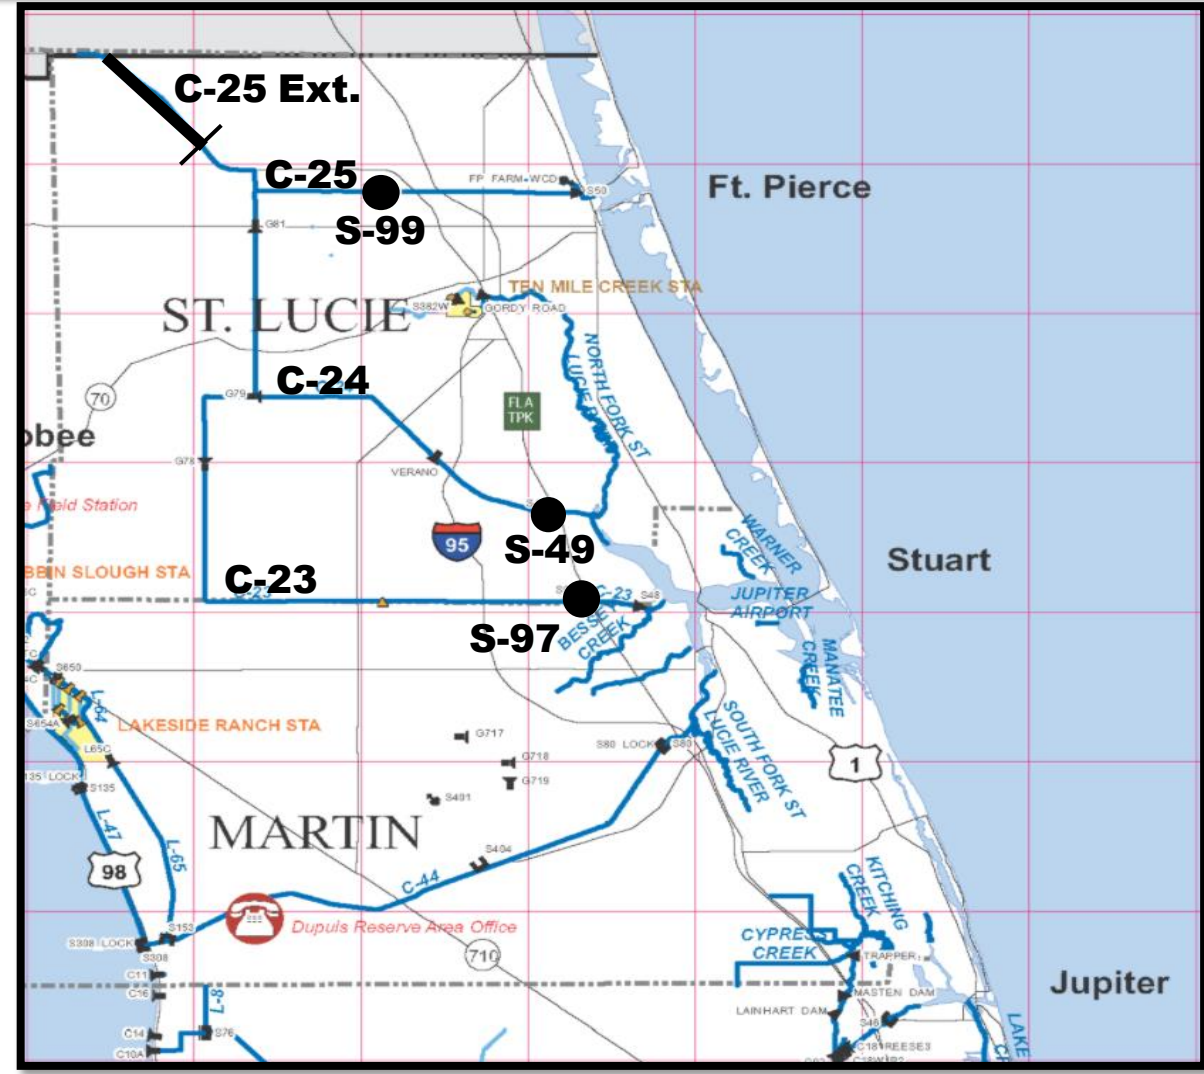 C-25 Ext.
C-25
FP FARM-WCD
S50
Ft. Pierce
S-99
G81
TEN MILE CREEK STA
S382W
GORDY ROAD
ST. LUCIE
NORTH FORK ST
C-24
70
G79
FLA
TPK
obee
G78
VERANO
Field Station
95
S-49
WARNER
CREEK
Stuart
BBIN SLOUGH STA
C-23
C-23
C-23
S48
JUPITER
AIRPORT
S-97
BESSEY
CREEK
MANATEE
CREEK
S650
L-64
S654A
LAKESIDE RANCH STA
L65C
SOUTH FORK ST
LUCIE RIVER
G717
S80 LOCK
S80
G718
G719
1
135 LOCK
S135
S401
L-47
MARTIN
L-65
98
S404
C-44
KITCHING
CREEK
Dupuis Reserve Area Office
S153
S308 LOCK
S308
710
CYPRESS
CREEK
TRAPPER
C11
C16
L-8
Jupiter
MASTEN DAM
LAINHART DAM
S46
C14
S76
C10A
LAKE